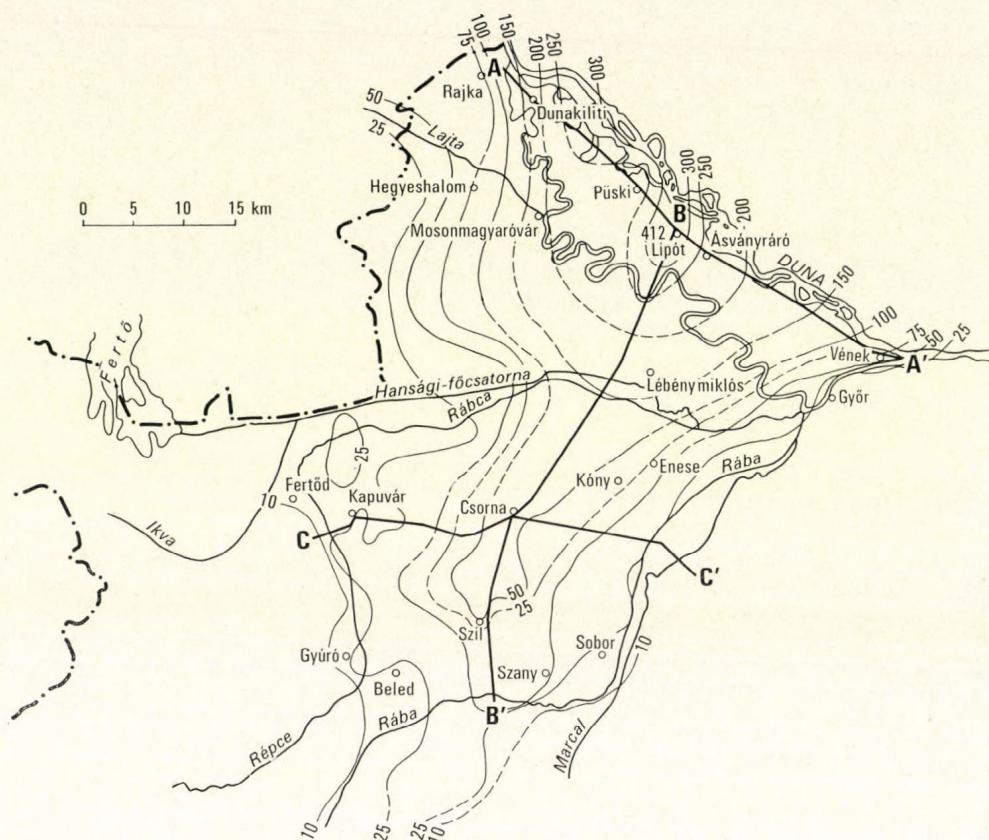 100
150
75
A
200
250
300
Rajka
50
Dunakiliti
25
Lajta
Hegyeshalom
Püski
300
250
B
200
0 5 10 15 km
Mosonmagyaróvár
412
Lipót
Ásványráró
DUNA
150
100
75
50
25
Fertő
Vének
A'
Hansági-főcsatorna
Lébénymiklós
Győr
Rábca
25
Enese
Rába
Fertőd
10
Kapuvár
Kóny
Csorna
Ikva
C
C'
50
25
Szil
Gyúró
Sobor
10
Beled
Szany
B'
Rába
Répce
Marcal
10
25
25
10